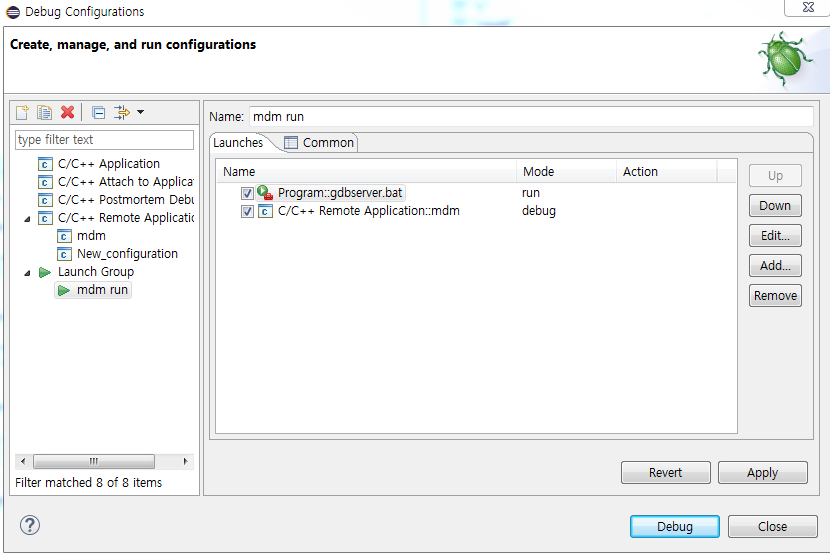 Debug Configurations
Create, manage, and run configurations
type filter text
C/C++ Application
C/C++ Attach to Applica
C/C++ Postmortem Debu
C/C++ Remote Applicatic
mdm
New_configuration
Launch Group
mdm run
Filter matched 8 of 8 items
Name: mdm run
Launches Common
Name Mode Action
Program::gdbserver.bat run
C/C++ Remote Application::mdm debug
Up
Down
Edit...
Add...
Remove
Revert Apply
? Debug Close